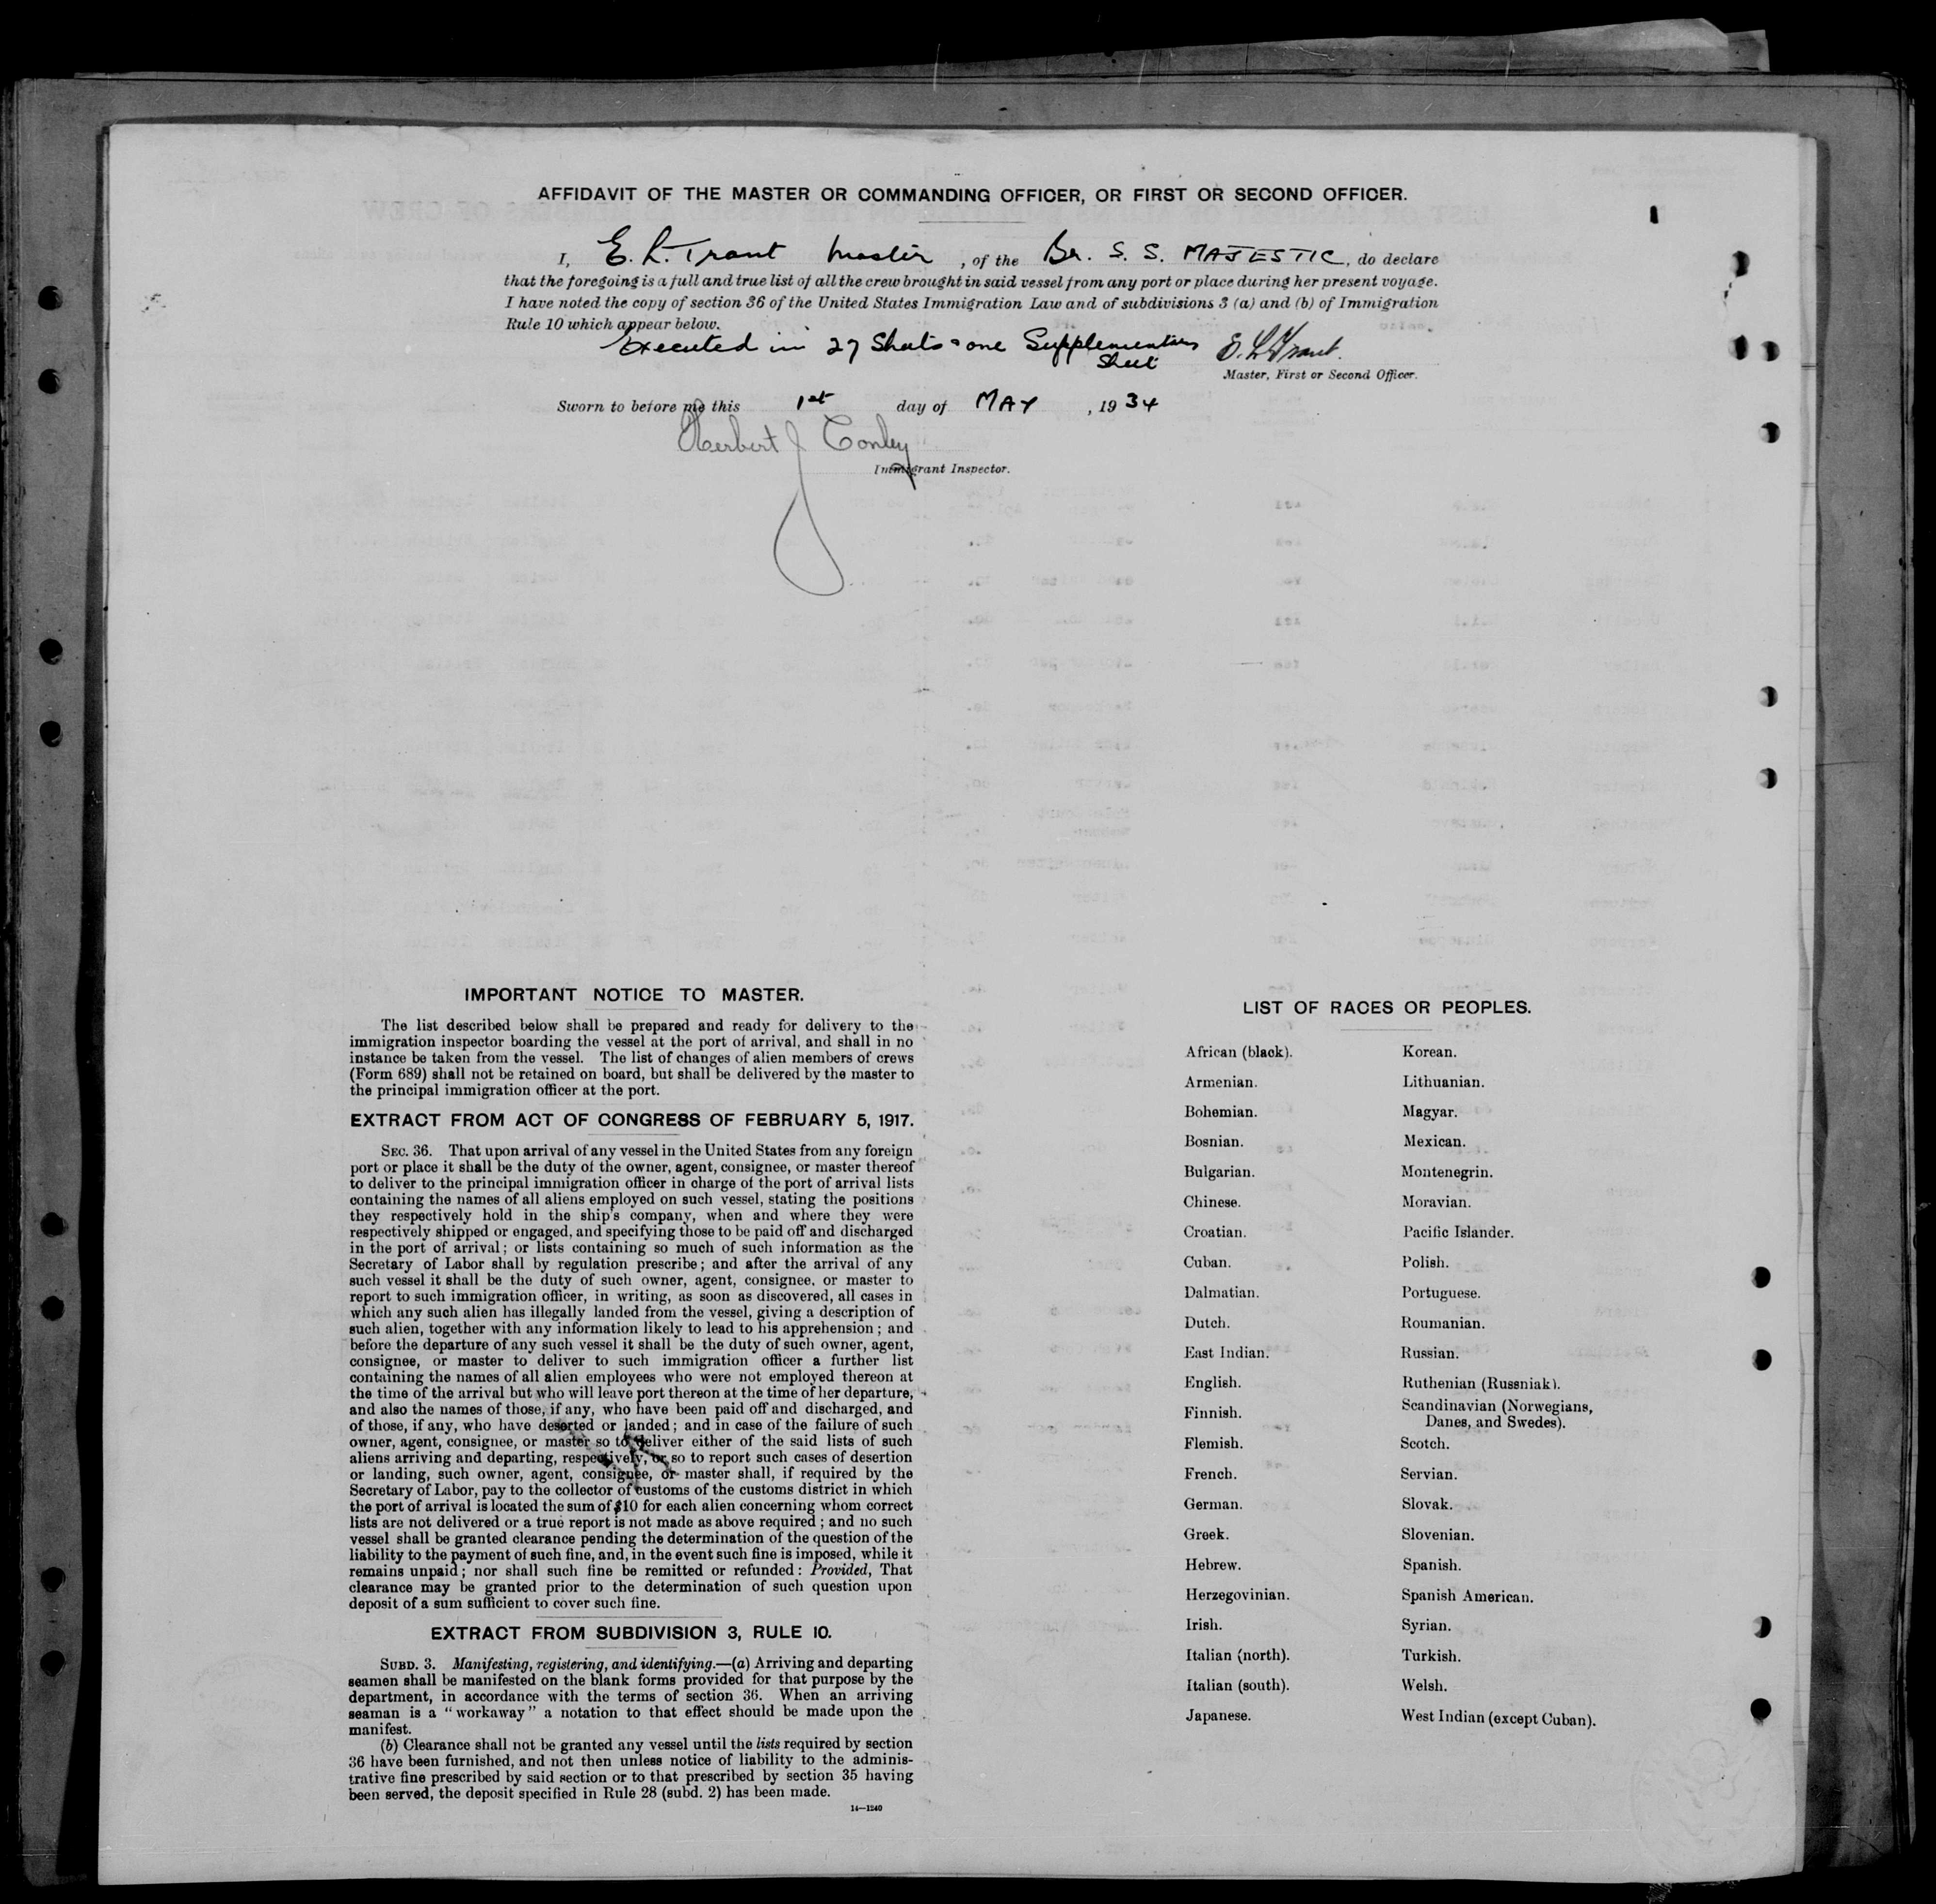 AFFIDAVIT OF THE MASTER OR COMMANDING OFFICER, OR FIRST OR SECOND OFFICER.
I, E. L. Trant Master, of the Br. S. S. MAJESTIC, do declare
that the foregoing is a full and true list of all the crew brought in said vessel from any port or place during her present voyage.
I have noted the copy of section 36 of the United States Immigration Law and of subdivisions 3 (a) and (b) of Immigration
Rule 10 which appear below.
Executed in 27 Sheets & one Supplementary
Sheet
E. L. Trant.
Master, First or Second Officer.
Sworn to before me this 1st day of MAY, 1934
Herbert J Conley
Immigrant Inspector.
IMPORTANT NOTICE TO MASTER.
The list described below shall be prepared and ready for delivery to the
immigration inspector boarding the vessel at the port of arrival, and shall in no
instance be taken from the vessel. The list of changes of alien members of crews
(Form 689) shall not be retained on board, but shall be delivered by the master to
the principal immigration officer at the port.
EXTRACT FROM ACT OF CONGRESS OF FEBRUARY 5, 1917.
SEC. 36. That upon arrival of any vessel in the United States from any foreign
port or place it shall be the duty of the owner, agent, consignee, or master thereof
to deliver to the principal immigration officer in charge of the port of arrival lists
containing the names of all aliens employed on such vessel, stating the positions
they respectively hold in the ship's company, when and where they were
respectively shipped or engaged, and specifying those to be paid off and discharged
in the port of arrival; or lists containing so much of such information as the
Secretary of Labor shall by regulation prescribe; and after the arrival of any
such vessel it shall be the duty of such owner, agent, consignee, or master to
report to such immigration officer, in writing, as soon as discovered, all cases in
which any such alien has illegally landed from the vessel, giving a description of
such alien, together with any information likely to lead to his apprehension; and
before the departure of any such vessel it shall be the duty of such owner, agent,
consignee, or master to deliver to such immigration officer a further list
containing the names of all alien employees who were not employed thereon at
the time of the arrival but who will leave port thereon at the time of her departure,
and also the names of those, if any, who have been paid off and discharged, and
of those, if any, who have deserted or landed; and in case of the failure of such
owner, agent, consignee, or master so to deliver either of the said lists of such
aliens arriving and departing, respectively, or so to report such cases of desertion
or landing, such owner, agent, consignee, or master shall, if required by the
Secretary of Labor, pay to the collector of customs of the customs district in which
the port of arrival is located the sum of $10 for each alien concerning whom correct
lists are not delivered or a true report is not made as above required; and no such
vessel shall be granted clearance pending the determination of the question of the
liability to the payment of such fine, and, in the event such fine is imposed, while it
remains unpaid; nor shall such fine be remitted or refunded: Provided, That
clearance may be granted prior to the determination of such question upon
deposit of a sum sufficient to cover such fine.
EXTRACT FROM SUBDIVISION 3, RULE 10.
SUBD. 3. Manifesting, registering, and identifying.—(a) Arriving and departing
seamen shall be manifested on the blank forms provided for that purpose by the
department, in accordance with the terms of section 36. When an arriving
seaman is a "workaway" a notation to that effect should be made upon the
manifest.
(b) Clearance shall not be granted any vessel until the lists required by section
36 have been furnished, and not then unless notice of liability to the adminis-
trative fine prescribed by said section or to that prescribed by section 35 having
been served, the deposit specified in Rule 28 (subd. 2) has been made.
14—1240
LIST OF RACES OR PEOPLES.
African (black).
Armenian.
Bohemian.
Bosnian.
Bulgarian.
Chinese.
Croatian.
Cuban.
Dalmatian.
Dutch.
East Indian.
English.
Finnish.
Flemish.
French.
German.
Greek.
Hebrew.
Herzegovinian.
Irish.
Italian (north).
Italian (south).
Japanese.
Korean.
Lithuanian.
Magyar.
Mexican.
Montenegrin.
Moravian.
Pacific Islander.
Polish.
Portuguese.
Roumanian.
Russian.
Ruthenian (Russniak).
Scandinavian (Norwegians,
Danes, and Swedes).
Scotch.
Servian.
Slovak.
Slovenian.
Spanish.
Spanish American.
Syrian.
Turkish.
Welsh.
West Indian (except Cuban).